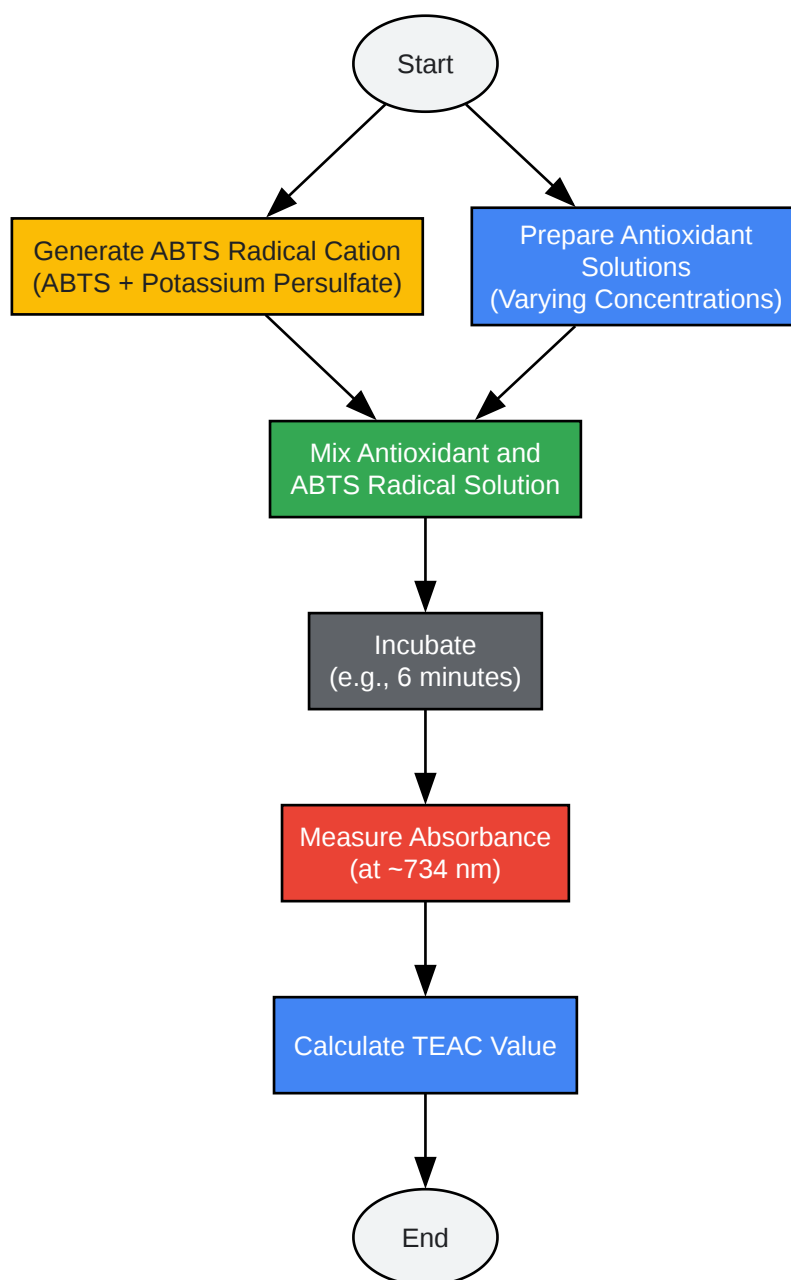 Start
Generate ABTS Radical Cation
(ABTS + Potassium Persulfate)
Prepare Antioxidant
Solutions
(Varying Concentrations)
Mix Antioxidant and
ABTS Radical Solution
Incubate
(e.g., 6 minutes)
Measure Absorbance
(at ~734 nm)
Calculate TEAC Value
End